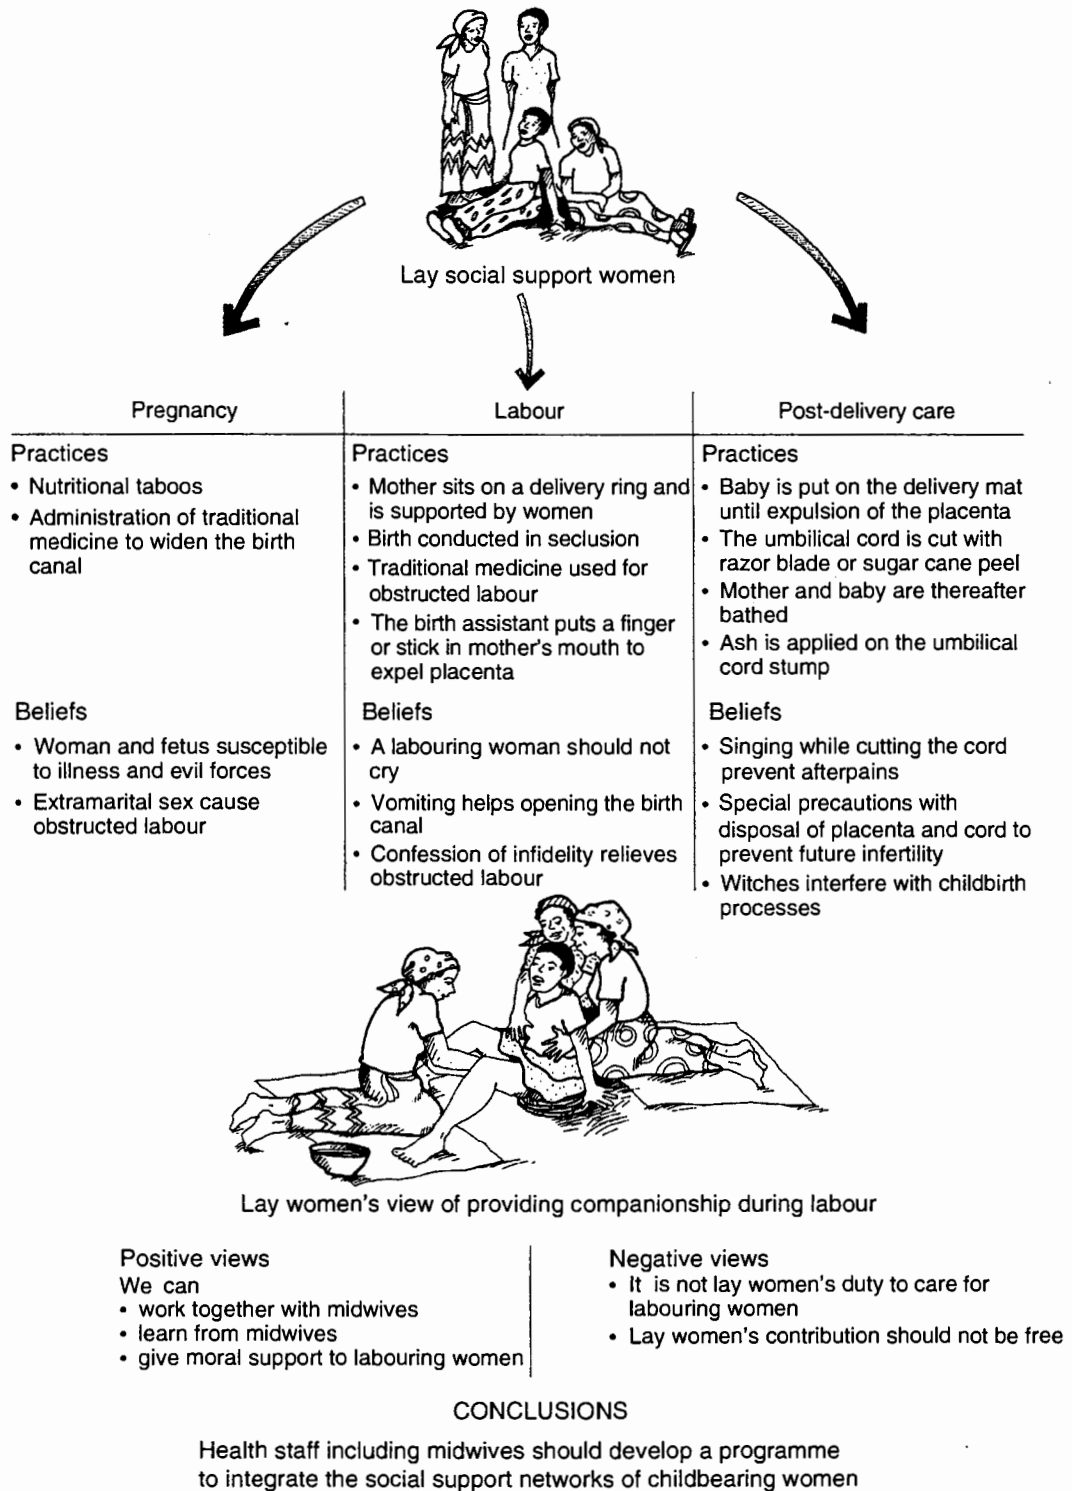 Lay social support women
Pregnancy
Labour
Post-delivery care
Practices
• Nutritional taboos
• Administration of traditional
medicine to widen the birth
canal
Beliefs
• Woman and fetus susceptible
to illness and evil forces
• Extramarital sex cause
obstructed labour
Practices
• Mother sits on a delivery ring and
is supported by women
• Birth conducted in seclusion
• Traditional medicine used for
obstructed labour
• The birth assistant puts a finger
or stick in mother's mouth to
expel placenta
Beliefs
• A labouring woman should not
cry
• Vomiting helps opening the birth
canal
• Confession of infidelity relieves
obstructed labour
Practices
• Baby is put on the delivery mat
until expulsion of the placenta
• The umbilical cord is cut with
razor blade or sugar cane peel
• Mother and baby are thereafter
bathed
• Ash is applied on the umbilical
cord stump
Beliefs
• Singing while cutting the cord
prevent afterpains
• Special precautions with
disposal of placenta and cord to
prevent future infertility
• Witches interfere with childbirth
processes
Lay women's view of providing companionship during labour
Positive views
We can
• work together with midwives
• learn from midwives
• give moral support to labouring women
Negative views
• It is not lay women's duty to care for
labouring women
• Lay women's contribution should not be free
CONCLUSIONS
Health staff including midwives should develop a programme
to integrate the social support networks of childbearing women